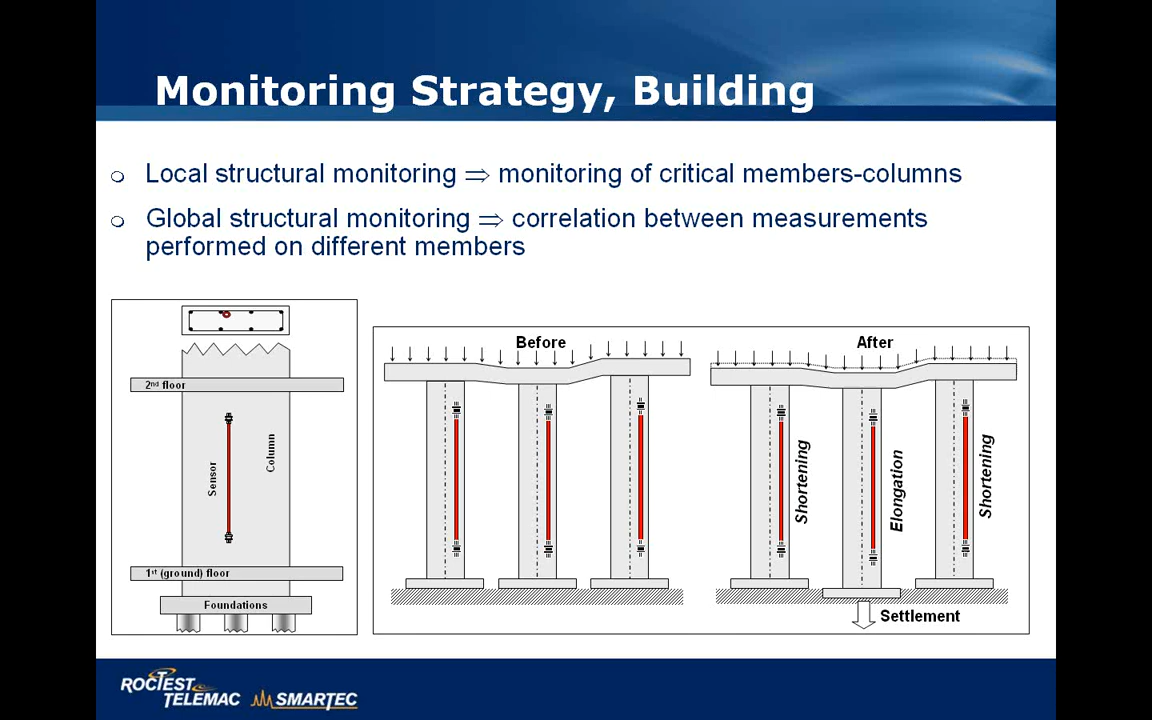 Monitoring Strategy, Building
Local structural monitoring ⇒ monitoring of critical members-columns
Global structural monitoring ⇒ correlation between measurements
performed on different members
2nd floor
Sensor
Column
1st (ground) floor
Foundations
Before
After
Shortening
Elongation
Shortening
Settlement
ROCTEST
TELEMAC
SMARTEC